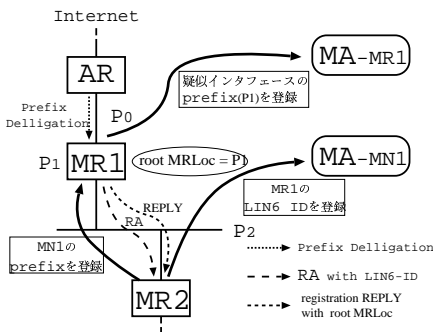 Internet
AR
MA-MR1
疑似インタフェースの
prefix(P1)を登録
Prefix
Delligation
P0
P1
MR1
root MRLoc = P1
MA-MN1
MR1の
LIN6 IDを登録
REPLY
RA
P2
MN1の
prefixを登録
Prefix Delligation
RA with LIN6-ID
registration REPLY
with root MRLoc
MR2